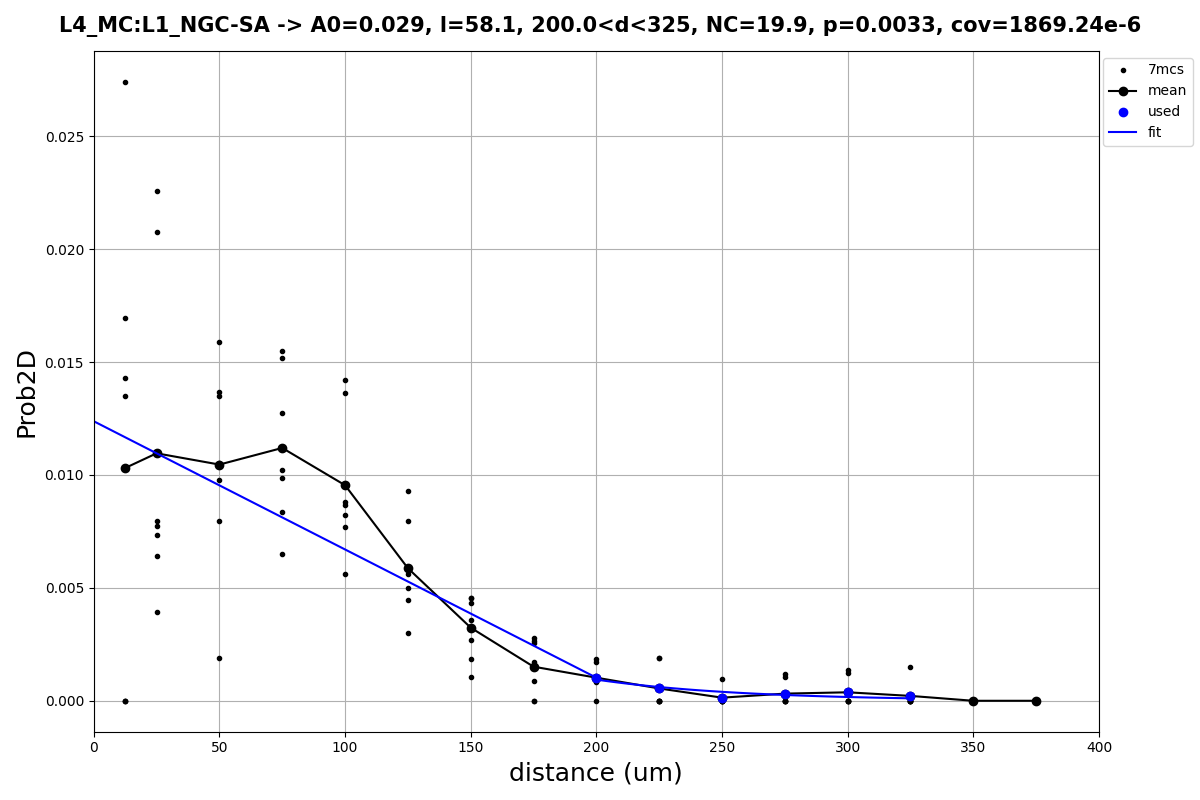 L4_MC:L1_NGC-SA -> A0=0.029, l=58.1, 200.0<d<325, NC=19.9, p=0.0033, cov=1869.24e-6
7mcs
mean
used
fit
0.025
0.020
0.015
0.010
0.005
0.000
Prob2D
0 50 100 150 200 250 300 350 400
distance (um)